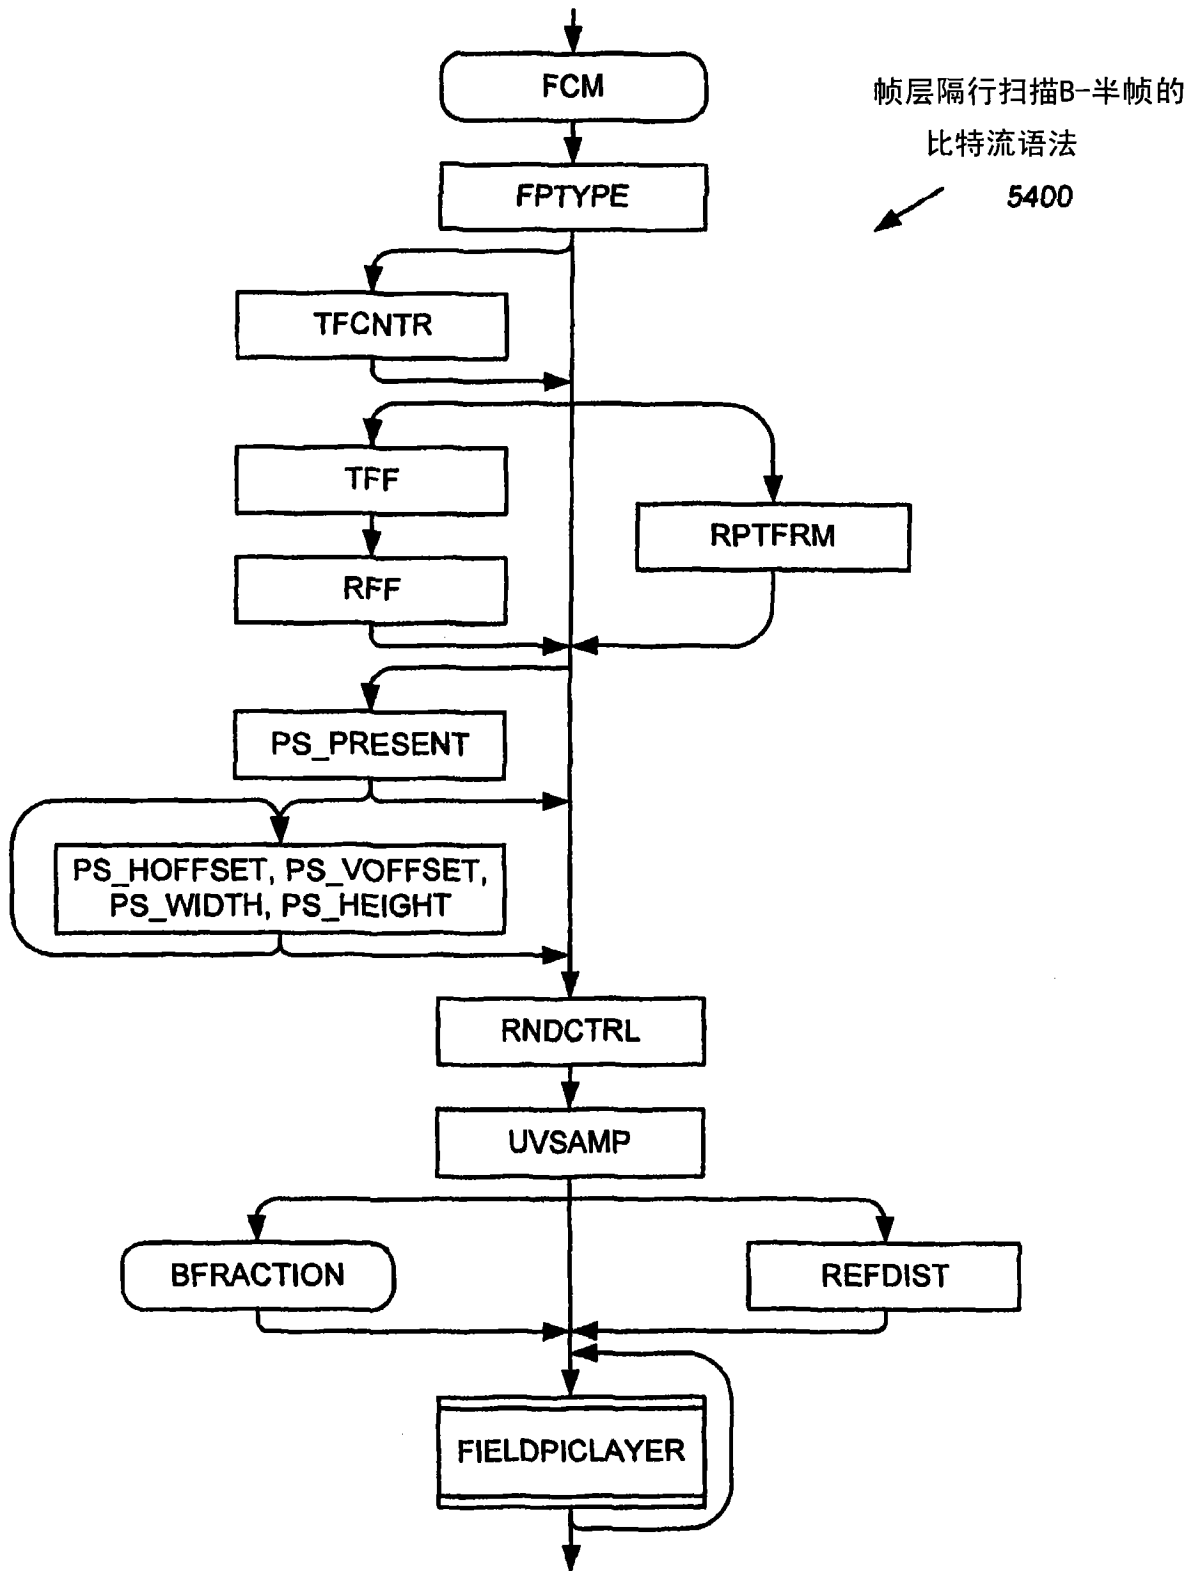 FCM
帧层隔行扫描B-半帧的
比特流语法
5400
FPTYPE
TFCNTR
TFF
RPTFRM
RFF
PS_PRESENT
PS_HOFFSET, PS_VOFFSET,
PS_WIDTH, PS_HEIGHT
RNDCTRL
UVSAMP
BFRACTION
REFDIST
FIELDPICLAYER